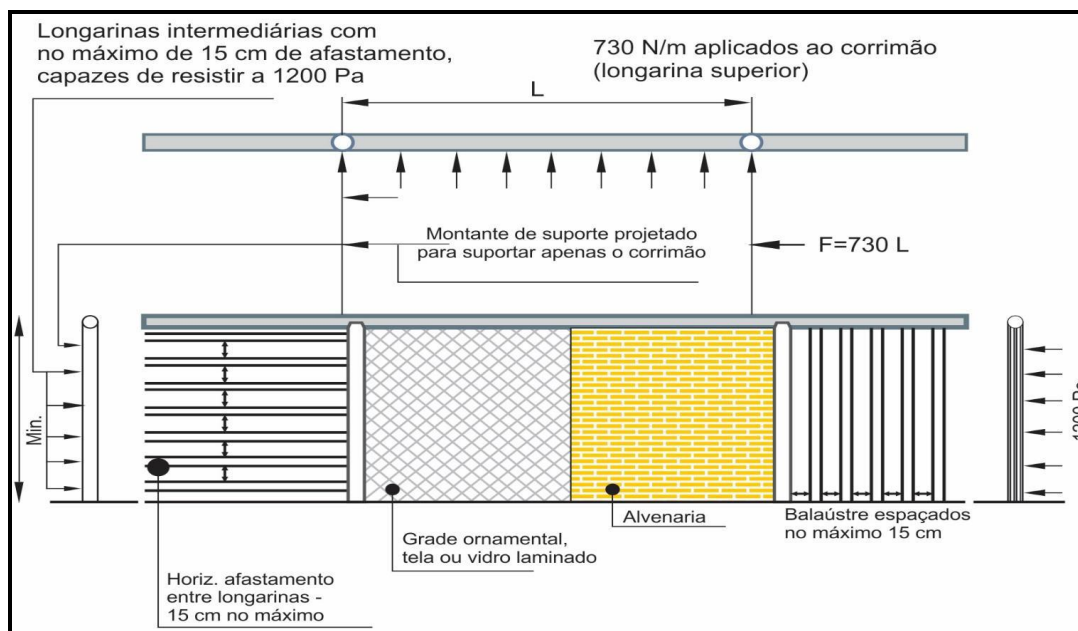 Longarinas intermediárias com
no máximo de 15 cm de afastamento,
capazes de resistir a 1200 Pa
730 N/m aplicados ao corrimão
(longarina superior)
L
Montante de suporte projetado
para suportar apenas o corrimão
F=730 L
Min.
1200 Pa
Alvenaria
Balaústre espaçados
no máximo 15 cm
Grade ornamental,
tela ou vidro laminado
Horiz. afastamento
entre longarinas -
15 cm no máximo